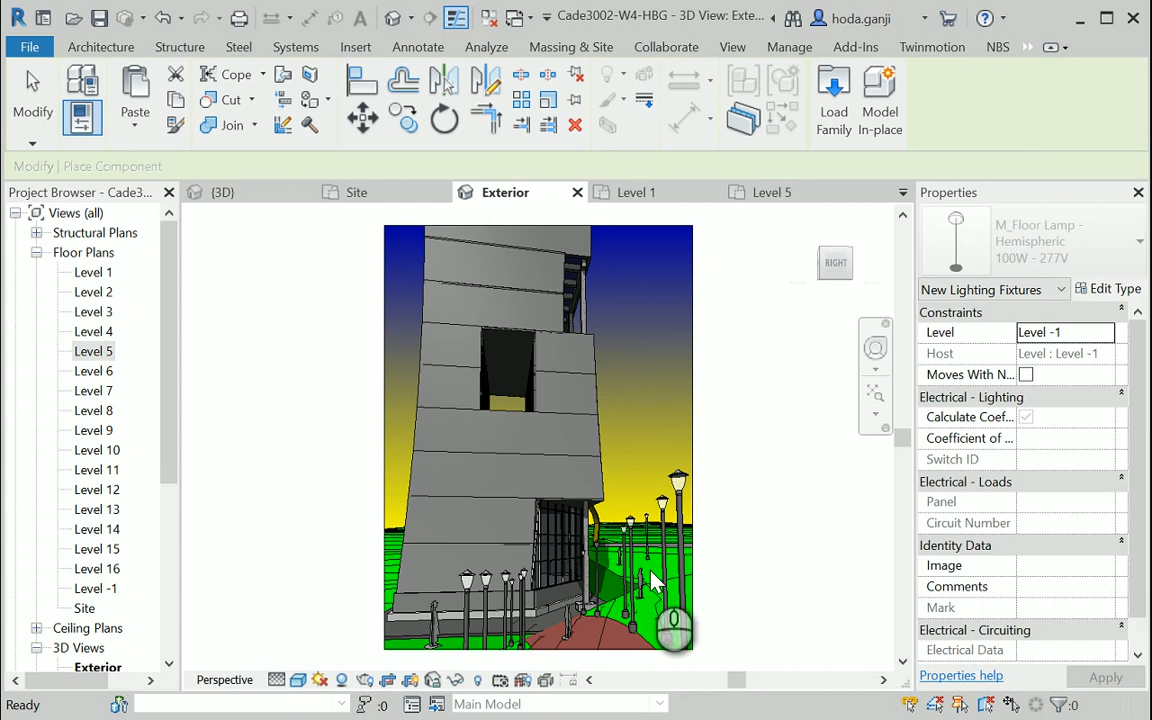 Cade3002-W4-HBG - 3D View: Exte...
hoda.ganji
File
Architecture
Structure
Steel
Systems
Insert
Annotate
Analyze
Massing & Site
Collaborate
View
Manage
Add-Ins
Twinmotion
NBS
Modify
Paste
Cope
Cut
Join
Load Family
Model In-place
Modify | Place Component
Project Browser - Cade3...
{3D}
Site
Exterior
Level 1
Level 5
Properties
Views (all)
Structural Plans
Floor Plans
Level 1
Level 2
Level 3
Level 4
Level 5
Level 6
Level 7
Level 8
Level 9
Level 10
Level 11
Level 12
Level 13
Level 14
Level 15
Level 16
Level -1
Site
Ceiling Plans
3D Views
Exterior
RIGHT
M_Floor Lamp -
Hemispheric
100W - 277V
New Lighting Fixtures
Edit Type
Constraints
Level
Level -1
Host
Level : Level -1
Moves With N...
Electrical - Lighting
Calculate Coef...
Coefficient of ...
Switch ID
Electrical - Loads
Panel
Circuit Number
Identity Data
Image
Comments
Mark
Electrical - Circuiting
Electrical Data
Properties help
Apply
Perspective
Ready
:0
Main Model
:0